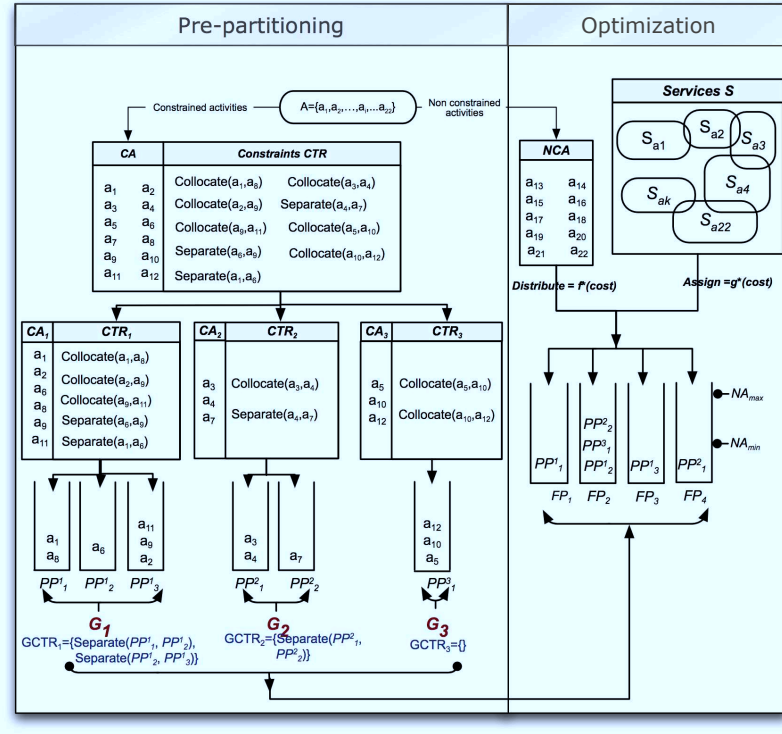 Pre-partitioning
Optimization
Constrained activities
A={a1,a2,…,ai,...a22}
Non constrained activities
Services S
Sa1
Sa2
Sa3
Sa4
Sak
Sa22
CA
Constraints CTR
a1 a2
a3 a4
a5 a6
a7 a8
a9 a10
a11 a12
Collocate(a1,a8) Collocate(a3,a4)
Collocate(a2,a9) Separate(a4,a7)
Collocate(a9,a11) Collocate(a5,a10)
Separate(a6,a9) Collocate(a10,a12)
Separate(a1,a6)
NCA
a13 a14
a15 a16
a17 a18
a19 a20
a21 a22
Distribute = f*(cost)
Assign =g*(cost)
CA1
CTR1
a1
a2
a6
a8
a9
a11
Collocate(a1,a8)
Collocate(a2,a9)
Collocate(a9,a11)
Separate(a6,a9)
Separate(a1,a6)
CA2
CTR2
a3
a4
a7
Collocate(a3,a4)
Separate(a4,a7)
CA3
CTR3
a5
a10
a12
Collocate(a5,a10)
Collocate(a10,a12)
a1
a8
a6
a11
a9
a2
a3
a4
a7
a12
a10
a5
PP11
PP12
PP13
PP21
PP22
PP31
G1
GCTR1={Separate(PP11, PP12),
Separate(PP12, PP13)}
G2
GCTR2={Separate(PP21,
PP22)}
G3
GCTR3={}
NAmax
NAmin
PP11
PP22
PP31
PP12
PP13
PP21
FP1
FP2
FP3
FP4